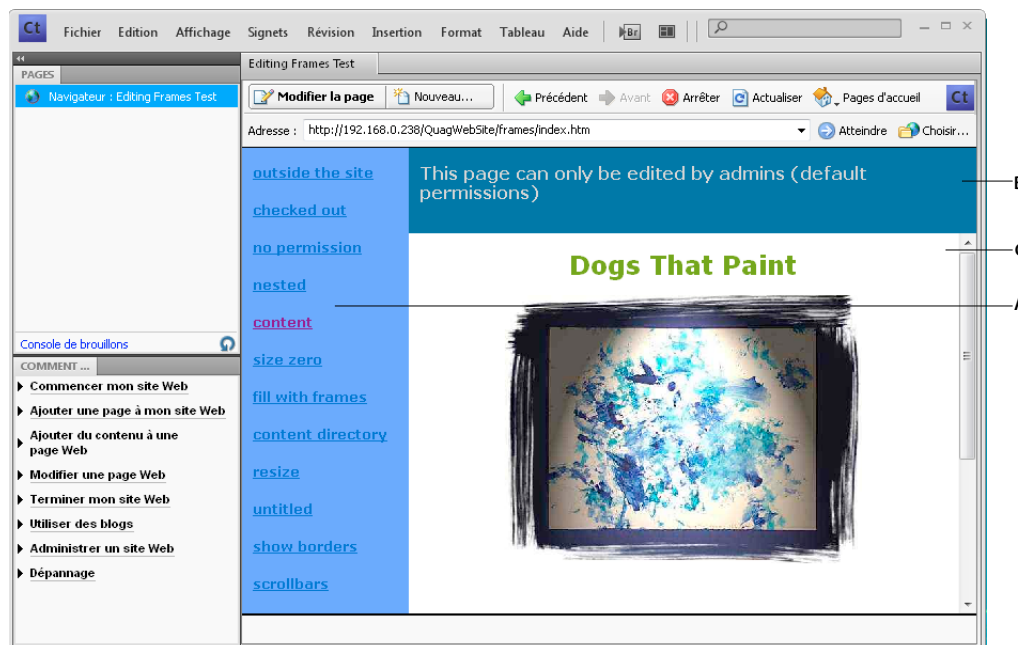 Ct Fichier Edition Affichage Signets Révision Insertion Format Tableau Aide Br
PAGES
Navigateur : Editing Frames Test
Console de brouillons
COMMENT ...
Commencer mon site Web
Ajouter une page à mon site Web
Ajouter du contenu à une
page Web
Modifier une page Web
Terminer mon site Web
Utiliser des blogs
Administrer un site Web
Dépannage
Editing Frames Test
Modifier la page Nouveau... Précédent Avant Arrêter Actualiser Pages d'accueil Ct
Adresse : http://192.168.0.238/QuagWebSite/frames/index.htm Atteindre Choisir...
outside the site
checked out
no permission
nested
content
size zero
fill with frames
content directory
resize
untitled
show borders
scrollbars
This page can only be edited by admins (default
permissions)
Dogs That Paint